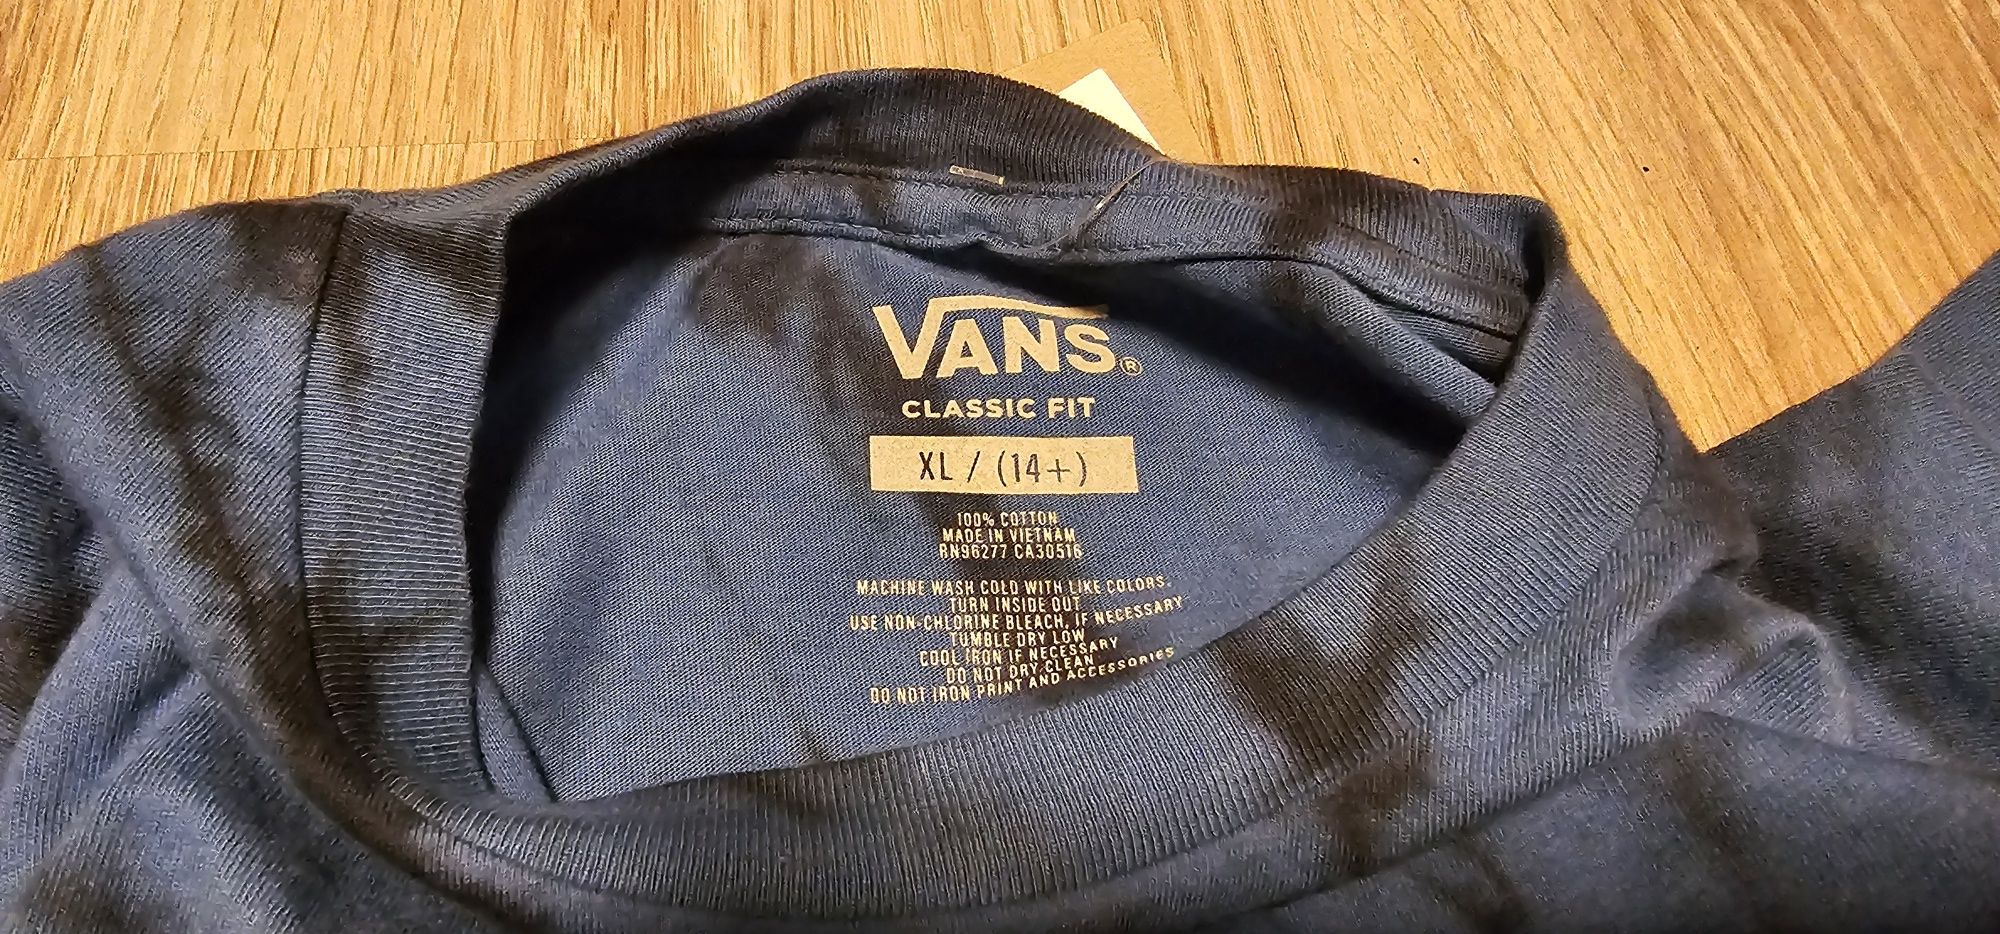 VANS®
CLASSIC FIT
XL / (14+)
100% COTTON
MADE IN VIETNAM
RN96277 CA30516
MACHINE WASH COLD WITH LIKE COLORS.
TURN INSIDE OUT
USE NON-CHLORINE BLEACH, IF NECESSARY
TUMBLE DRY LOW
COOL IRON IF NECESSARY
DO NOT DRY CLEAN
DO NOT IRON PRINT AND ACCESSORIES